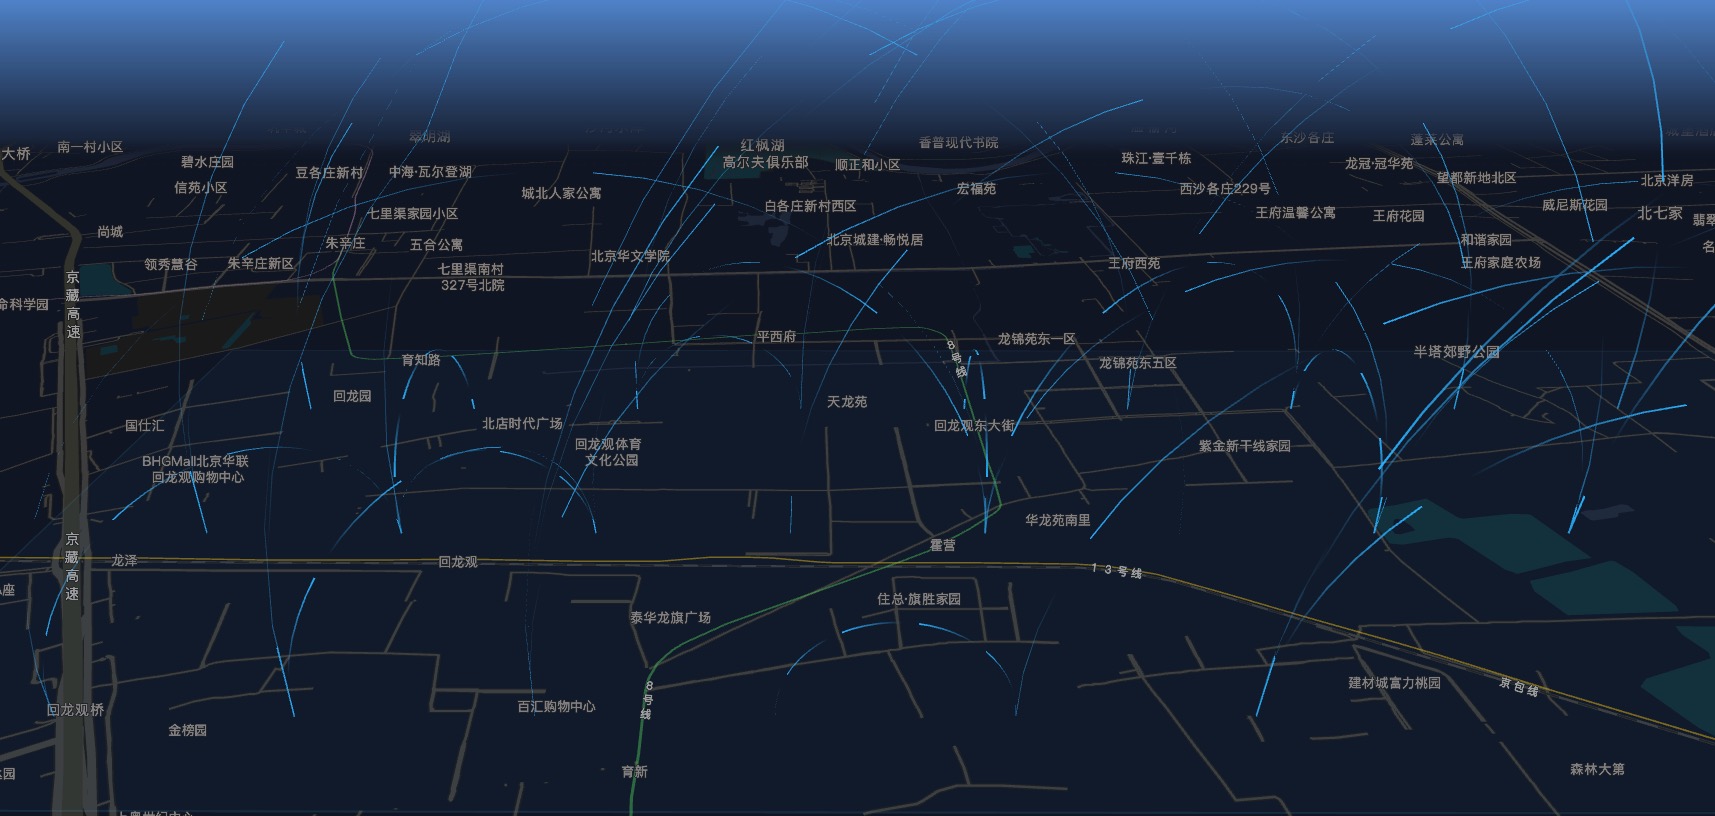 翠明湖
东沙各庄
蓬莱公寓
大桥
南一村小区
红枫湖
高尔夫俱乐部
香普现代书院
碧水庄园
豆各庄新村
中海·瓦尔登湖
顺正和小区
珠江·壹千栋
龙冠·冠华苑
望都新地北区
信苑小区
城北人家公寓
宏福苑
西沙各庄229号
北京洋房
七里渠家园小区
白各庄新村西区
王府温馨公寓
王府花园
威尼斯花园
北七家
尚城
朱辛庄
五合公寓
北京城建·畅悦居
和谐家园
领秀慧谷
朱辛庄新区
七里渠南村
327号北院
北京华文学院
王府西苑
王府家庭农场
京藏高速
命科学园
平西府
8号线
龙锦苑东一区
半塔郊野公园
育知路
龙锦苑东五区
回龙园
天龙苑
国仕汇
北店时代广场
回龙观东大街
回龙观体育
文化公园
紫金新干线家园
BHGMall北京华联
回龙观购物中心
华龙苑南里
京藏高速
龙泽
回龙观
霍营
13号线
座
住总·旗胜家园
泰华龙旗广场
8号线
建材城富力桃园
京包线
回龙观桥
百汇购物中心
金榜园
育新
森林大第
园